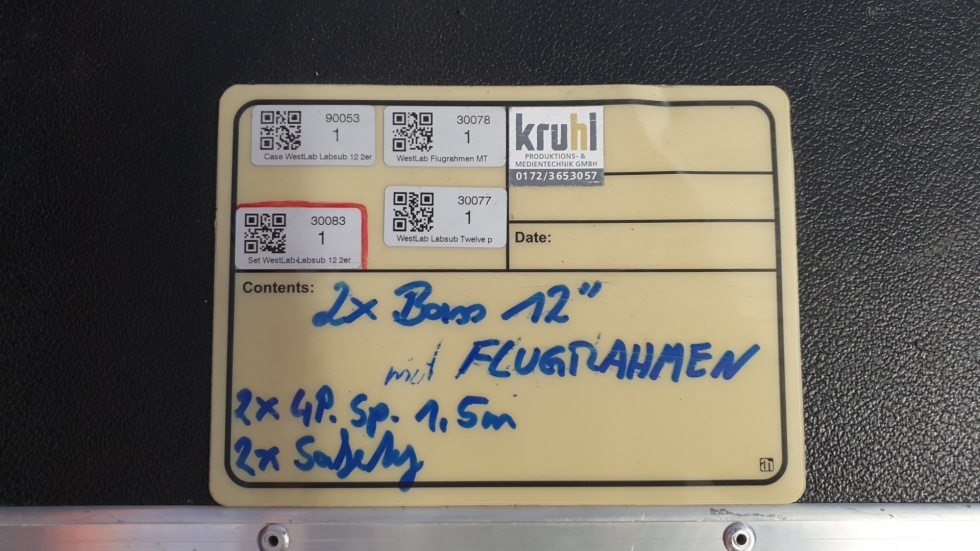 90053
1
Case WestLab Labsub 12 2er
30078
1
WestLab Flugrahmen MT
kruhl
PRODUKTIONS- &
MEDIENTECHNIK GMBH
0172/3653057
30083
1
Set WestLab Labsub 12 2er
30077
1
WestLab Labsub Twelve p
Date:
Contents:
2x Bass 12"
mit FLUGRAHMEN
2x 4P. Sp. 1,5m
2x Safety